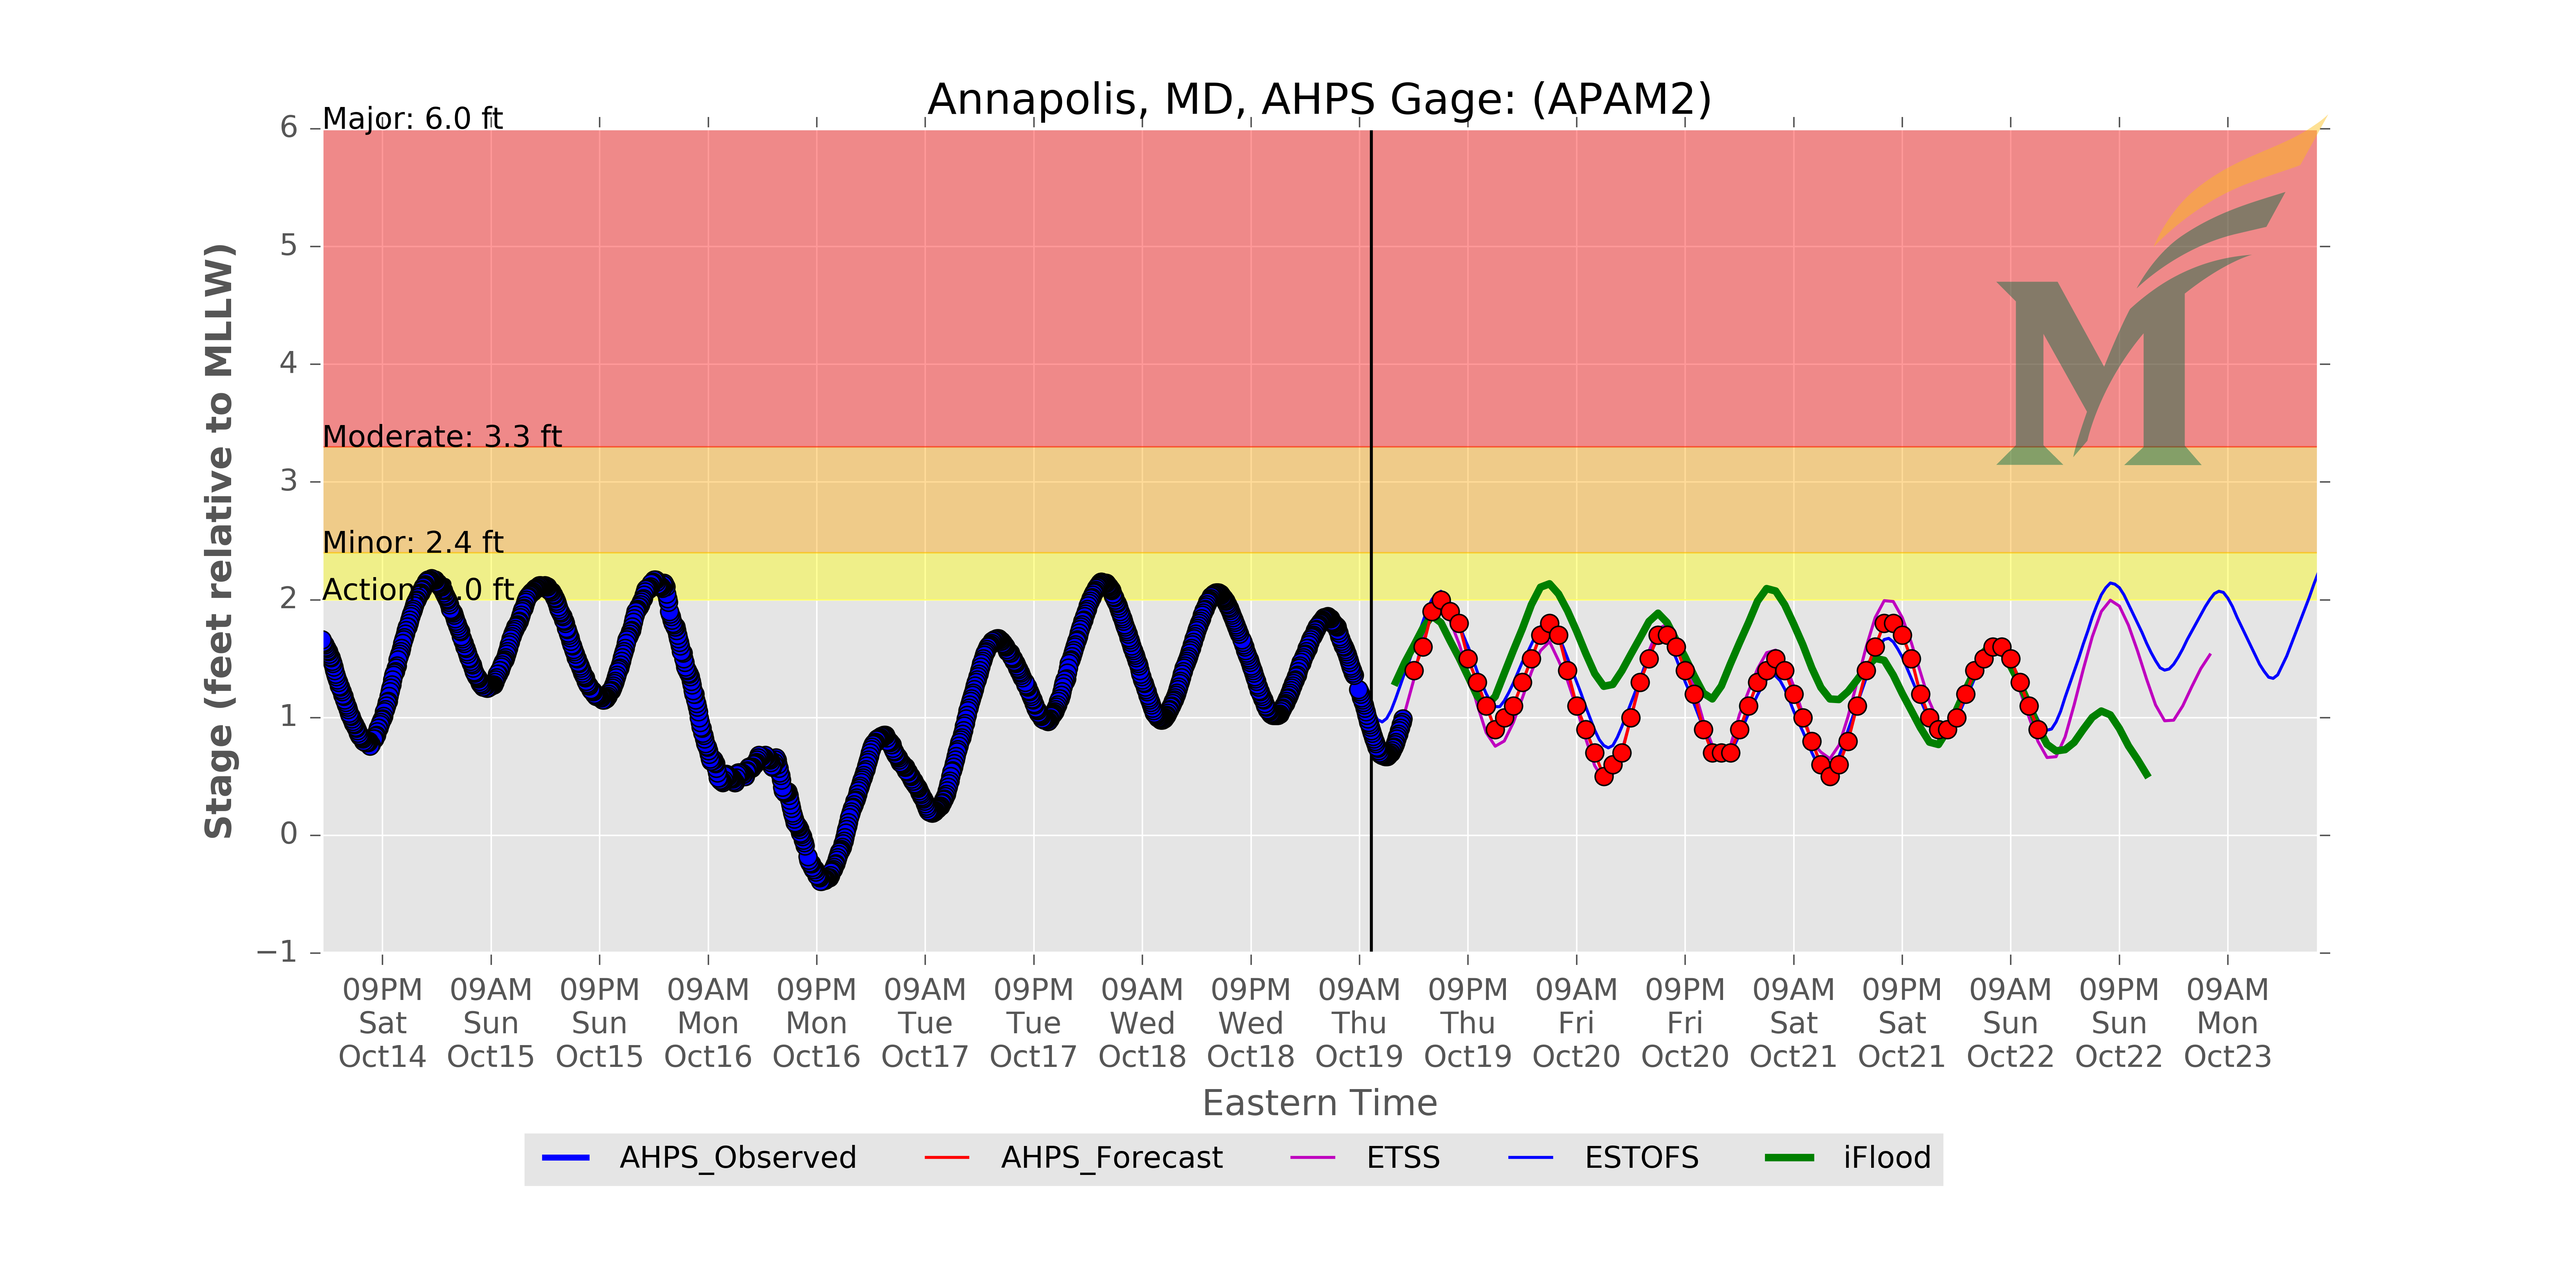 Annapolis, MD, AHPS Gage: (APAM2)
Major: 6.0 ft
Moderate: 3.3 ft
Minor: 2.4 ft
Action .0 ft
6
5
4
3
2
1
0
−1
Stage (feet relative to MLLW)
09PM 09AM 09PM 09AM 09PM 09AM 09PM 09AM 09PM 09AM 09PM 09AM 09PM 09AM 09PM 09AM 09PM 09AM
Sat Sun Sun Mon Mon Tue Tue Wed Wed Thu Thu Fri Fri Sat Sat Sun Sun Mon
Oct14 Oct15 Oct15 Oct16 Oct16 Oct17 Oct17 Oct18 Oct18 Oct19 Oct19 Oct20 Oct20 Oct21 Oct21 Oct22 Oct22 Oct23
Eastern Time
AHPS_Observed AHPS_Forecast ETSS ESTOFS iFlood
M